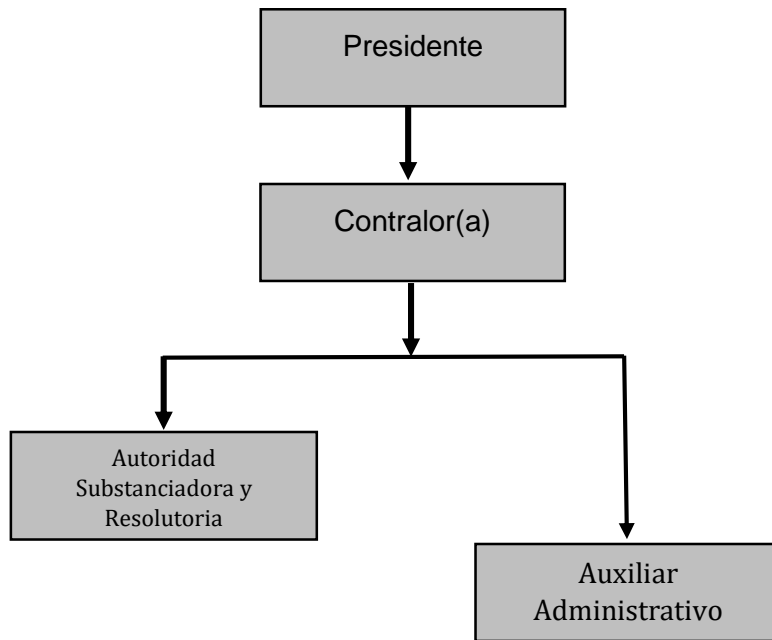 Presidente
Contralor(a)
Autoridad
Substanciadora y
Resolutoria
Auxiliar
Administrativo